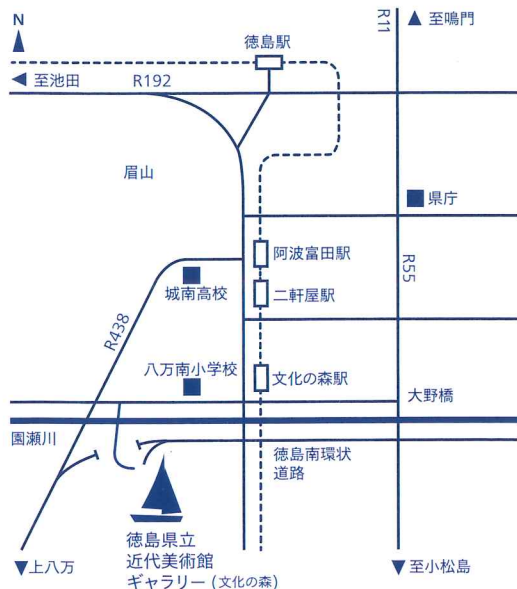 N
R11
至鳴門
徳島駅
至池田
R192
眉山
県庁
阿波富田駅
城南高校
二軒屋駅
R55
R438
八万南小学校
文化の森駅
大野橋
園瀬川
徳島南環状
道路
徳島県立
近代美術館
ギャラリー (文化の森)
上八万
至小松島